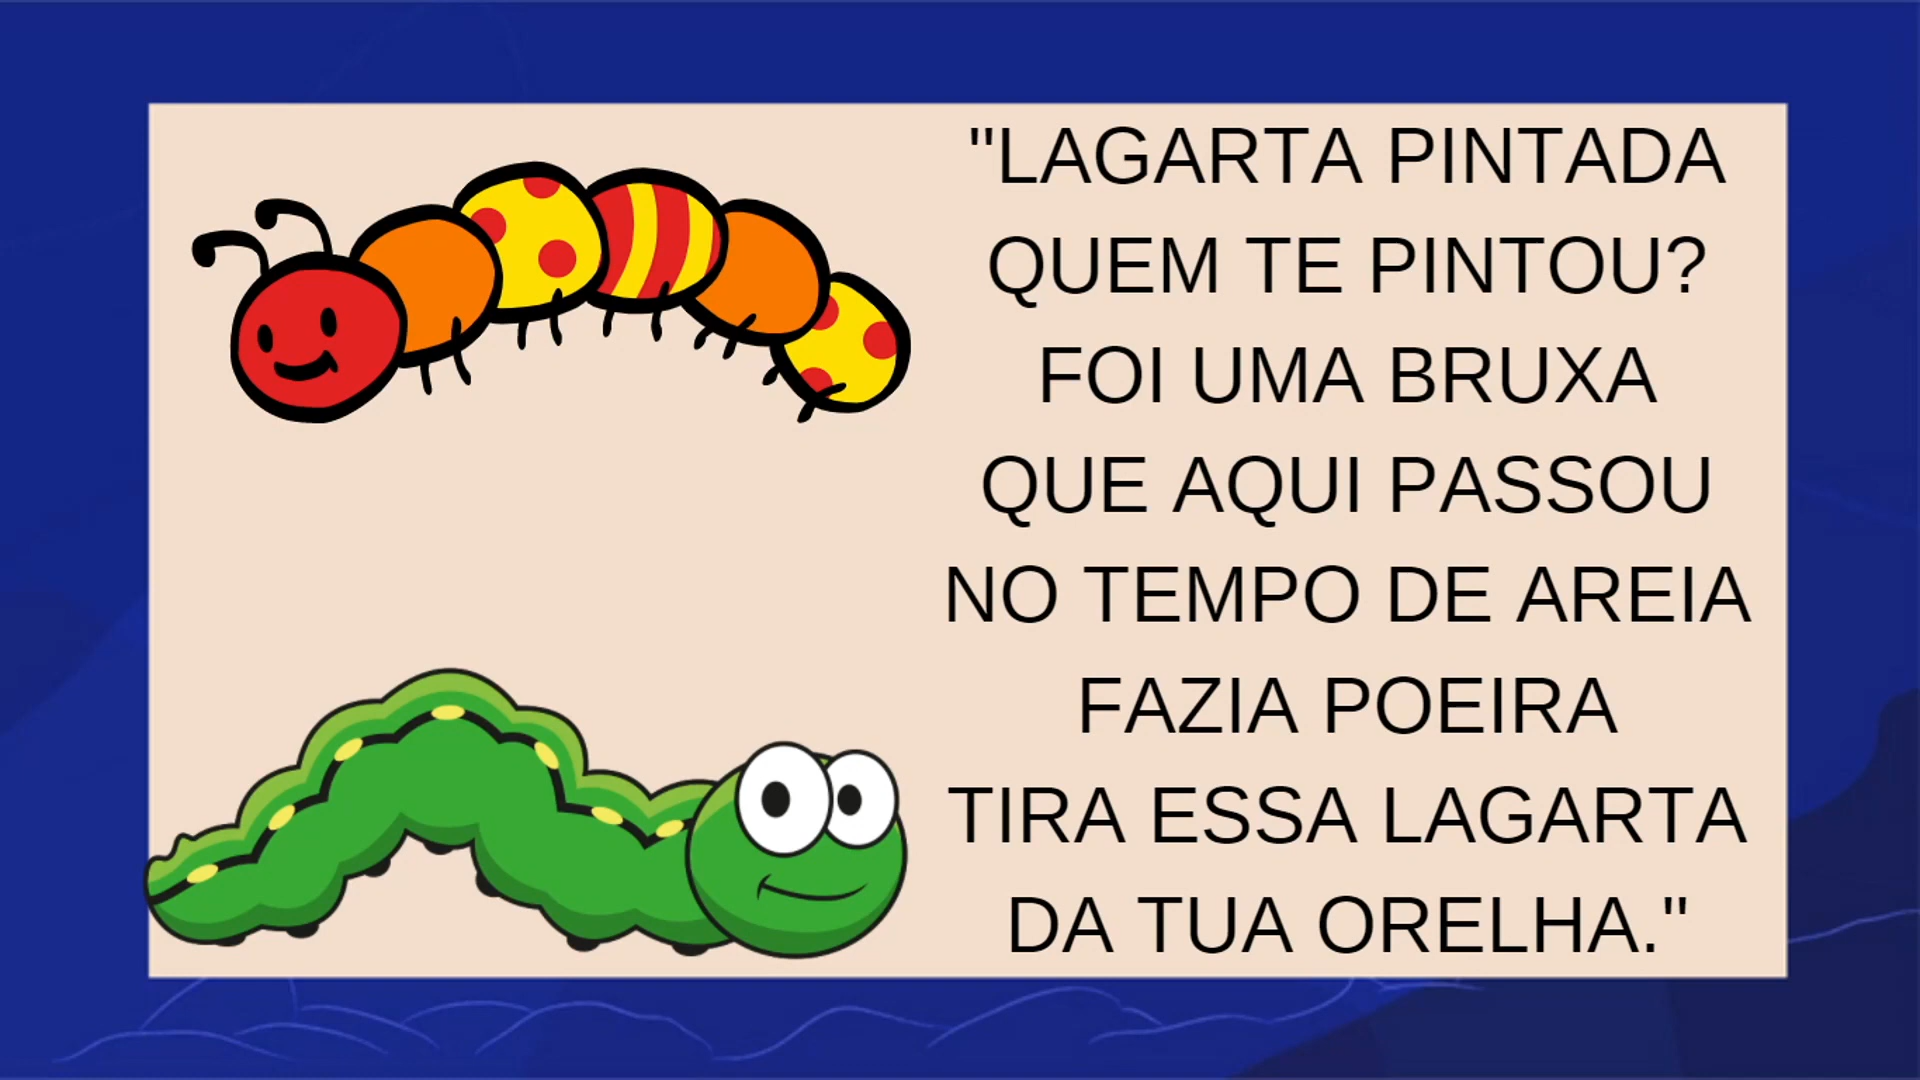 "LAGARTA PINTADA
QUEM TE PINTOU?
FOI UMA BRUXA
QUE AQUI PASSOU
NO TEMPO DE AREIA
FAZIA POEIRA
TIRA ESSA LAGARTA
DA TUA ORELHA."